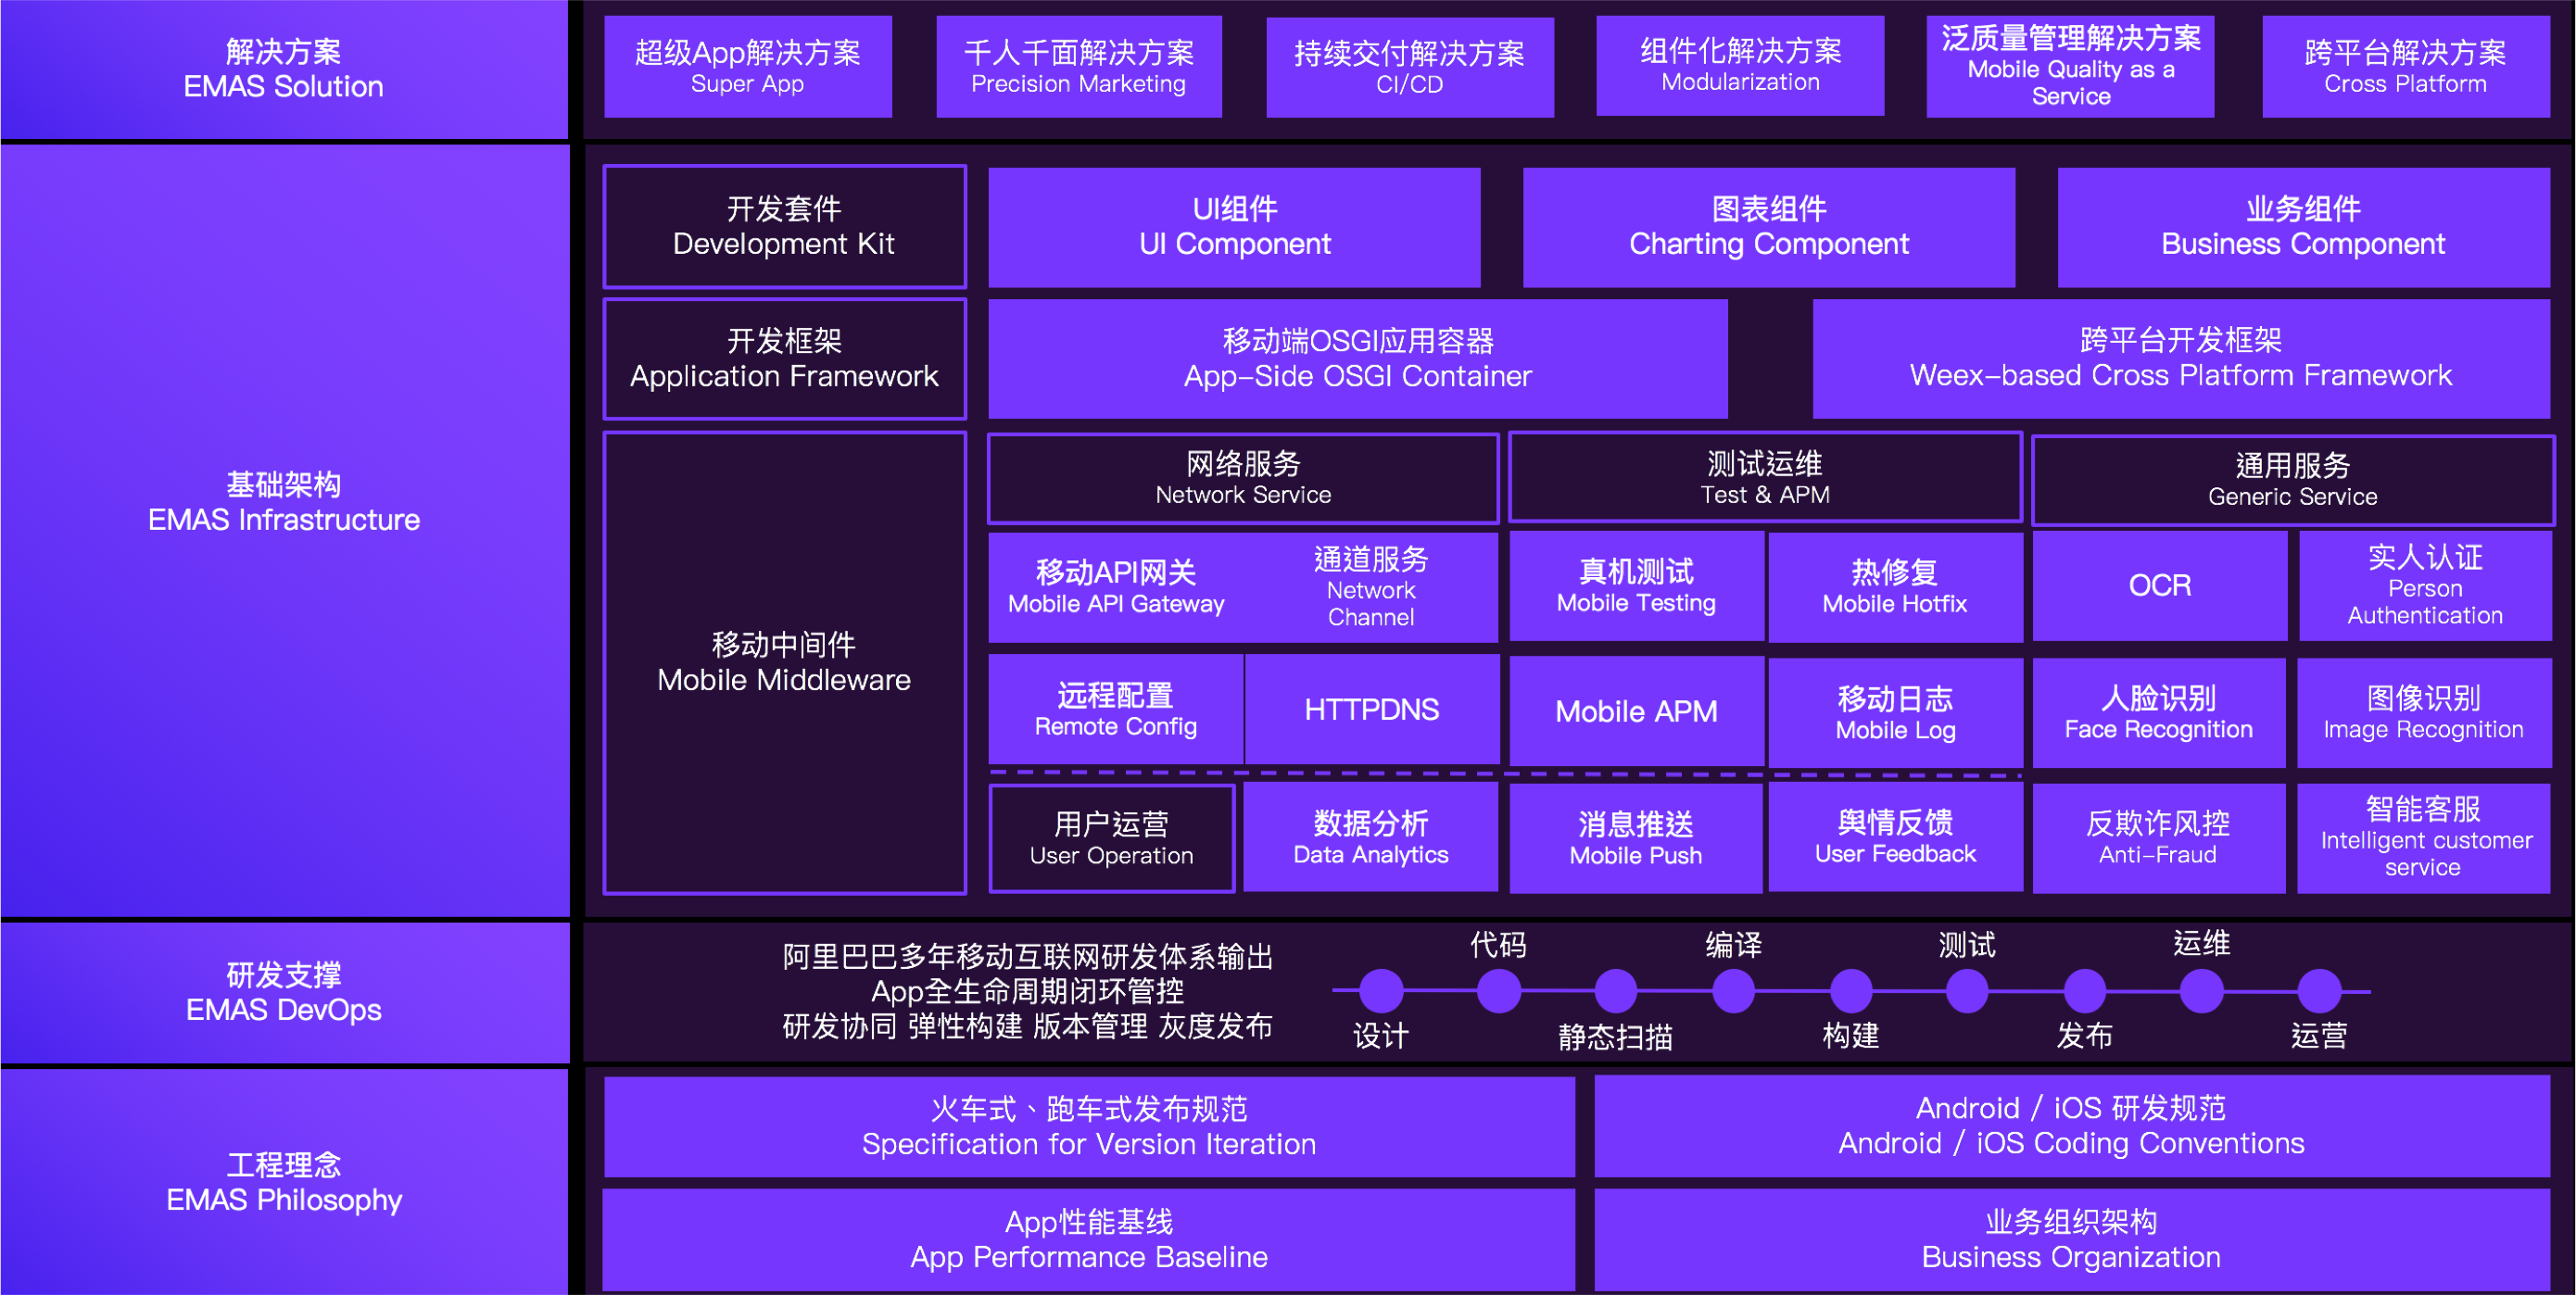 解决方案
EMAS Solution
超级App解决方案
Super App
千人千面解决方案
Precision Marketing
持续交付解决方案
CI/CD
组件化解决方案
Modularization
泛质量管理解决方案
Mobile Quality as a
Service
跨平台解决方案
Cross Platform
基础架构
EMAS Infrastructure
开发套件
Development Kit
UI组件
UI Component
图表组件
Charting Component
业务组件
Business Component
开发框架
Application Framework
移动端OSGI应用容器
App-Side OSGI Container
跨平台开发框架
Weex-based Cross Platform Framework
移动中间件
Mobile Middleware
网络服务
Network Service
测试运维
Test & APM
通用服务
Generic Service
移动API网关
Mobile API Gateway
通道服务
Network
Channel
真机测试
Mobile Testing
热修复
Mobile Hotfix
OCR
实人认证
Person
Authentication
远程配置
Remote Config
HTTPDNS
Mobile APM
移动日志
Mobile Log
人脸识别
Face Recognition
图像识别
Image Recognition
用户运营
User Operation
数据分析
Data Analytics
消息推送
Mobile Push
舆情反馈
User Feedback
反欺诈风控
Anti-Fraud
智能客服
Intelligent customer
service
研发支撑
EMAS DevOps
阿里巴巴多年移动互联网研发体系输出
App全生命周期闭环管控
研发协同 弹性构建 版本管理 灰度发布
设计
代码
静态扫描
编译
构建
测试
发布
运维
运营
工程理念
EMAS Philosophy
火车式、跑车式发布规范
Specification for Version Iteration
Android / iOS 研发规范
Android / iOS Coding Conventions
App性能基线
App Performance Baseline
业务组织架构
Business Organization